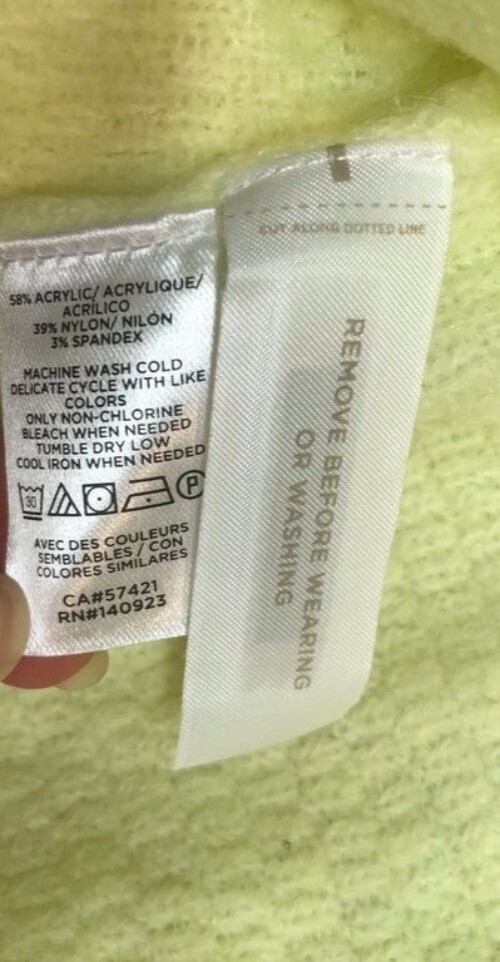 58% ACRYLIC/ ACRYLIQUE/
ACRÍLICO
39% NYLON/ NILÓN
3% SPANDEX
MACHINE WASH COLD
DELICATE CYCLE WITH LIKE
COLORS
ONLY NON-CHLORINE
BLEACH WHEN NEEDED
TUMBLE DRY LOW
COOL IRON WHEN NEEDED
30
P
AVEC DES COULEURS
SEMBLABLES / CON
COLORES SIMILARES
CA#57421
RN#140923
CUT ALONG DOTTED LINE
REMOVE BEFORE WEARING
OR WASHING